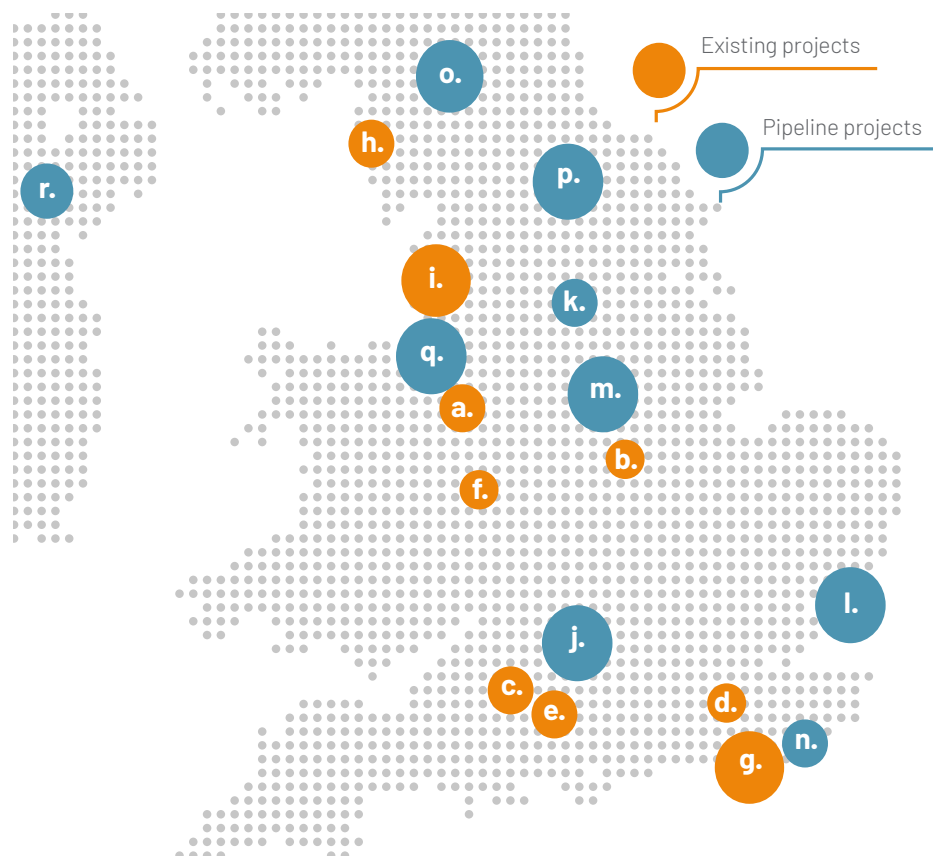 Existing projects
o.
Pipeline projects
h.
p.
r.
i.
k.
q.
m.
a.
b.
f.
l.
j.
c.
d.
e.
n.
g.